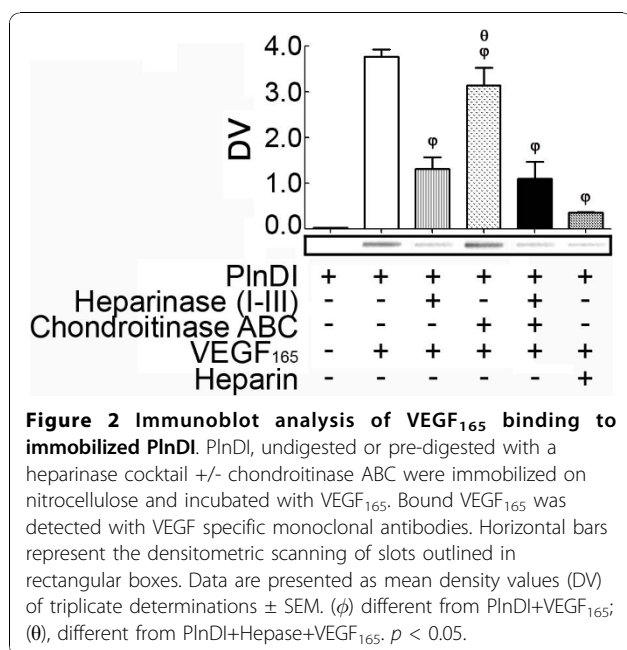 4.0
θ
φ
3.0
DV
2.0
φ
φ
1.0
φ
0.0
PlnDI + + + + + +
Heparinase (I-III) - - + - + -
Chondroitinase ABC - - - + + -
VEGF165 - + + + + +
Heparin - - - - - +
Figure 2 Immunoblot analysis of VEGF165 binding to
immobilized PlnDI. PlnDI, undigested or pre-digested with a
heparinase cocktail +/- chondroitinase ABC were immobilized on
nitrocellulose and incubated with VEGF165. Bound VEGF165 was
detected with VEGF specific monoclonal antibodies. Horizontal bars
represent the densitometric scanning of slots outlined in
rectangular boxes. Data are presented as mean density values (DV)
of triplicate determinations ± SEM. (ϕ) different from PlnDI+VEGF165;
(θ), different from PlnDI+Hepase+VEGF165. p < 0.05.